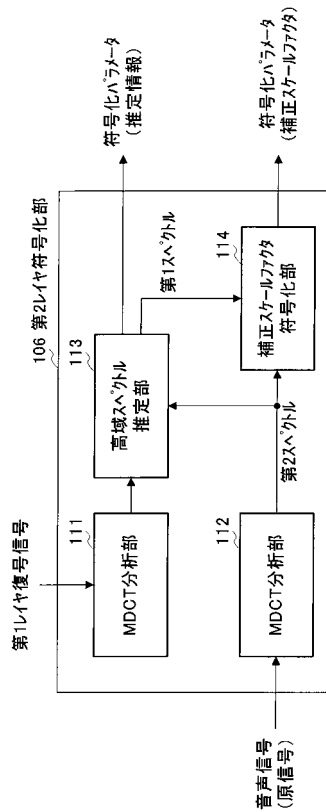 106 第2レイヤ符号化部
第1レイヤ復号信号
111
MDCT分析部
113
高域スペクトル
推定部
符号化パラメータ
(推定情報)
第1スペクトル
音声信号
(原信号)
112
MDCT分析部
第2スペクトル
114
補正スケールファクタ
符号化部
符号化パラメータ
(補正スケールファクタ)